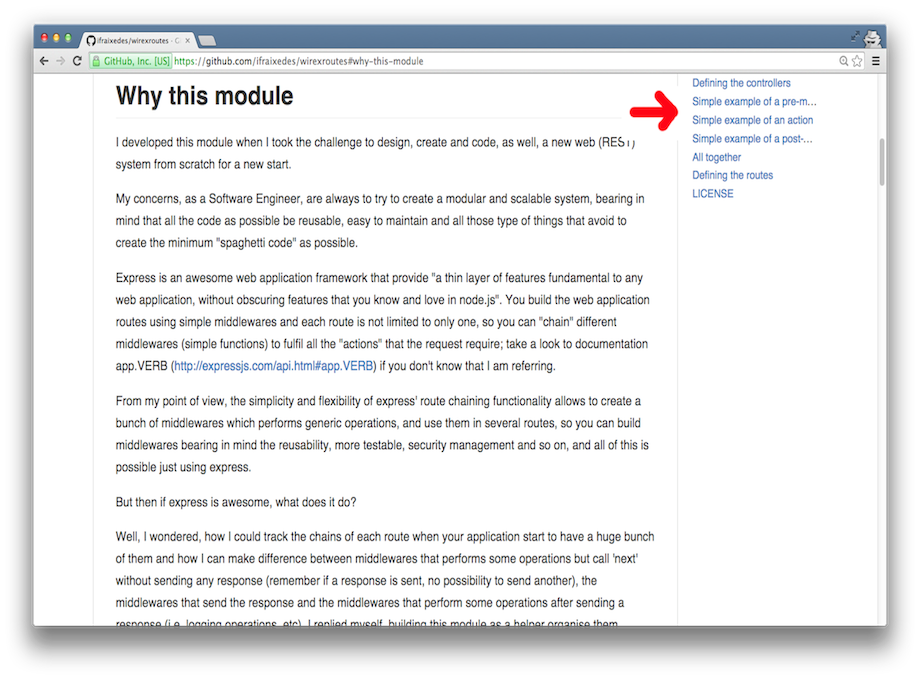 ifraixedes/wirexroutes · G
GitHub, Inc. [US] https://github.com/ifraixedes/wirexroutes#why-this-module
Why this module
I developed this module when I took the challenge to design, create and code, as well, a new web (REST)
system from scratch for a new start.
My concerns, as a Software Engineer, are always to try to create a modular and scalable system, bearing in
mind that all the code as possible be reusable, easy to maintain and all those type of things that avoid to
create the minimum "spaghetti code" as possible.
Express is an awesome web application framework that provide "a thin layer of features fundamental to any
web application, without obscuring features that you know and love in node.js". You build the web application
routes using simple middlewares and each route is not limited to only one, so you can "chain" different
middlewares (simple functions) to fulfil all the "actions" that the request require; take a look to documentation
app.VERB (http://expressjs.com/api.html#app.VERB) if you don't know that I am referring.
From my point of view, the simplicity and flexibility of express' route chaining functionality allows to create a
bunch of middlewares which performs generic operations, and use them in several routes, so you can build
middlewares bearing in mind the reusability, more testable, security management and so on, and all of this is
possible just using express.
But then if express is awesome, what does it do?
Well, I wondered, how I could track the chains of each route when your application start to have a huge bunch
of them and how I can make difference between middlewares that performs some operations but call 'next'
without sending any response (remember if a response is sent, no possibility to send another), the
middlewares that send the response and the middlewares that perform some operations after sending a
response (i.e. logging operations, etc). I replied myself, building this module as a helper organise them
Defining the controllers
Simple example of a pre-m...
Simple example of an action
Simple example of a post-...
All together
Defining the routes
LICENSE